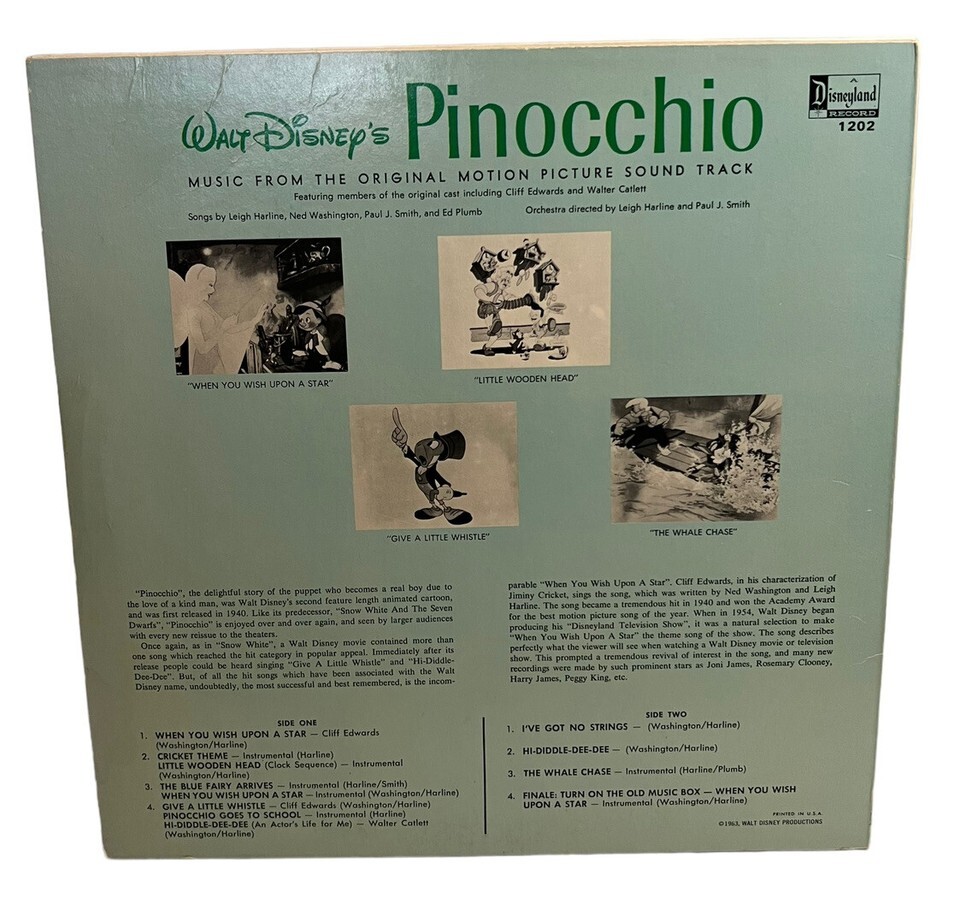 Walt Disney's Pinocchio
Disneyland
RECORD
1202
MUSIC FROM THE ORIGINAL MOTION PICTURE SOUND TRACK
Featuring members of the original cast including Cliff Edwards and Walter Catlett
Songs by Leigh Harline, Ned Washington, Paul J. Smith, and Ed Plumb
Orchestra directed by Leigh Harline and Paul J. Smith
"WHEN YOU WISH UPON A STAR"
"LITTLE WOODEN HEAD"
"GIVE A LITTLE WHISTLE"
"THE WHALE CHASE"
"Pinocchio", the delightful story of the puppet who becomes a real boy due to
the love of a kind man, was Walt Disney's second feature length animated cartoon,
and was first released in 1940. Like its predecessor, "Snow White And The Seven
Dwarfs", "Pinocchio" is enjoyed over and over again, and seen by larger audiences
with every new reissue to the theaters.
Once again, as in "Snow White", a Walt Disney movie contained more than
one song which reached the hit category in popular appeal. Immediately after its
release people could be heard singing "Give A Little Whistle" and "Hi-Diddle-
Dee-Dee". But, of all the hit songs which have been associated with the Walt
Disney name, undoubtedly, the most successful and best remembered, is the incom-
parable "When You Wish Upon A Star". Cliff Edwards, in his characterization of
Jiminy Cricket, sings the song, which was written by Ned Washington and Leigh
Harline. The song became a tremendous hit in 1940 and won the Academy Award
for the best motion picture song of the year. When in 1954, Walt Disney began
producing his "Disneyland Television Show", it was a natural selection to make
"When You Wish Upon A Star" the theme song of the show. The song describes
perfectly what the viewer will see when watching a Walt Disney movie or television
show. This prompted a tremendous revival of interest in the song, and many new
recordings were made by such prominent stars as Joni James, Rosemary Clooney,
Harry James, Peggy King, etc.
SIDE ONE
1. WHEN YOU WISH UPON A STAR — Cliff Edwards
(Washington/Harline)
2. CRICKET THEME — Instrumental (Harline)
LITTLE WOODEN HEAD (Clock Sequence) — Instrumental
(Washington/Harline)
3. THE BLUE FAIRY ARRIVES — Instrumental (Harline/Smith)
WHEN YOU WISH UPON A STAR — Instrumental (Washington/Harline)
4. GIVE A LITTLE WHISTLE — Cliff Edwards (Washington/Harline)
PINOCCHIO GOES TO SCHOOL — Instrumental (Harline)
HI-DIDDLE-DEE-DEE (An Actor's Life for Me) — Walter Catlett
(Washington/Harline)
SIDE TWO
1. I'VE GOT NO STRINGS — (Washington/Harline)
2. HI-DIDDLE-DEE-DEE — (Washington/Harline)
3. THE WHALE CHASE — Instrumental (Harline/Plumb)
4. FINALE: TURN ON THE OLD MUSIC BOX — WHEN YOU WISH
UPON A STAR — Instrumental (Washington/Harline)
PRINTED IN U.S.A.
©1963, WALT DISNEY PRODUCTIONS